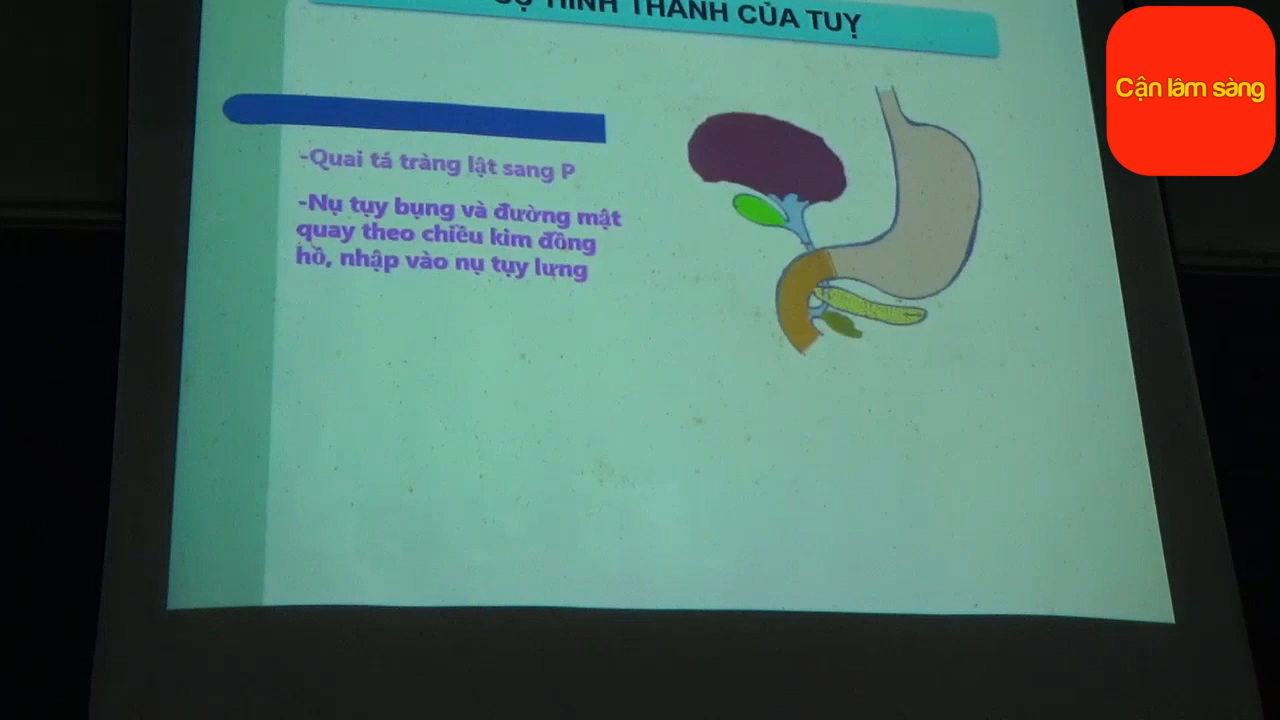 HÌNH THÀNH CỦA TUỴ
Cận lâm sàng
-Quai tá tràng lật sang P
-Nụ tụy bụng và đường mật
quay theo chiều kim đồng
hồ, nhập vào nụ tụy lưng